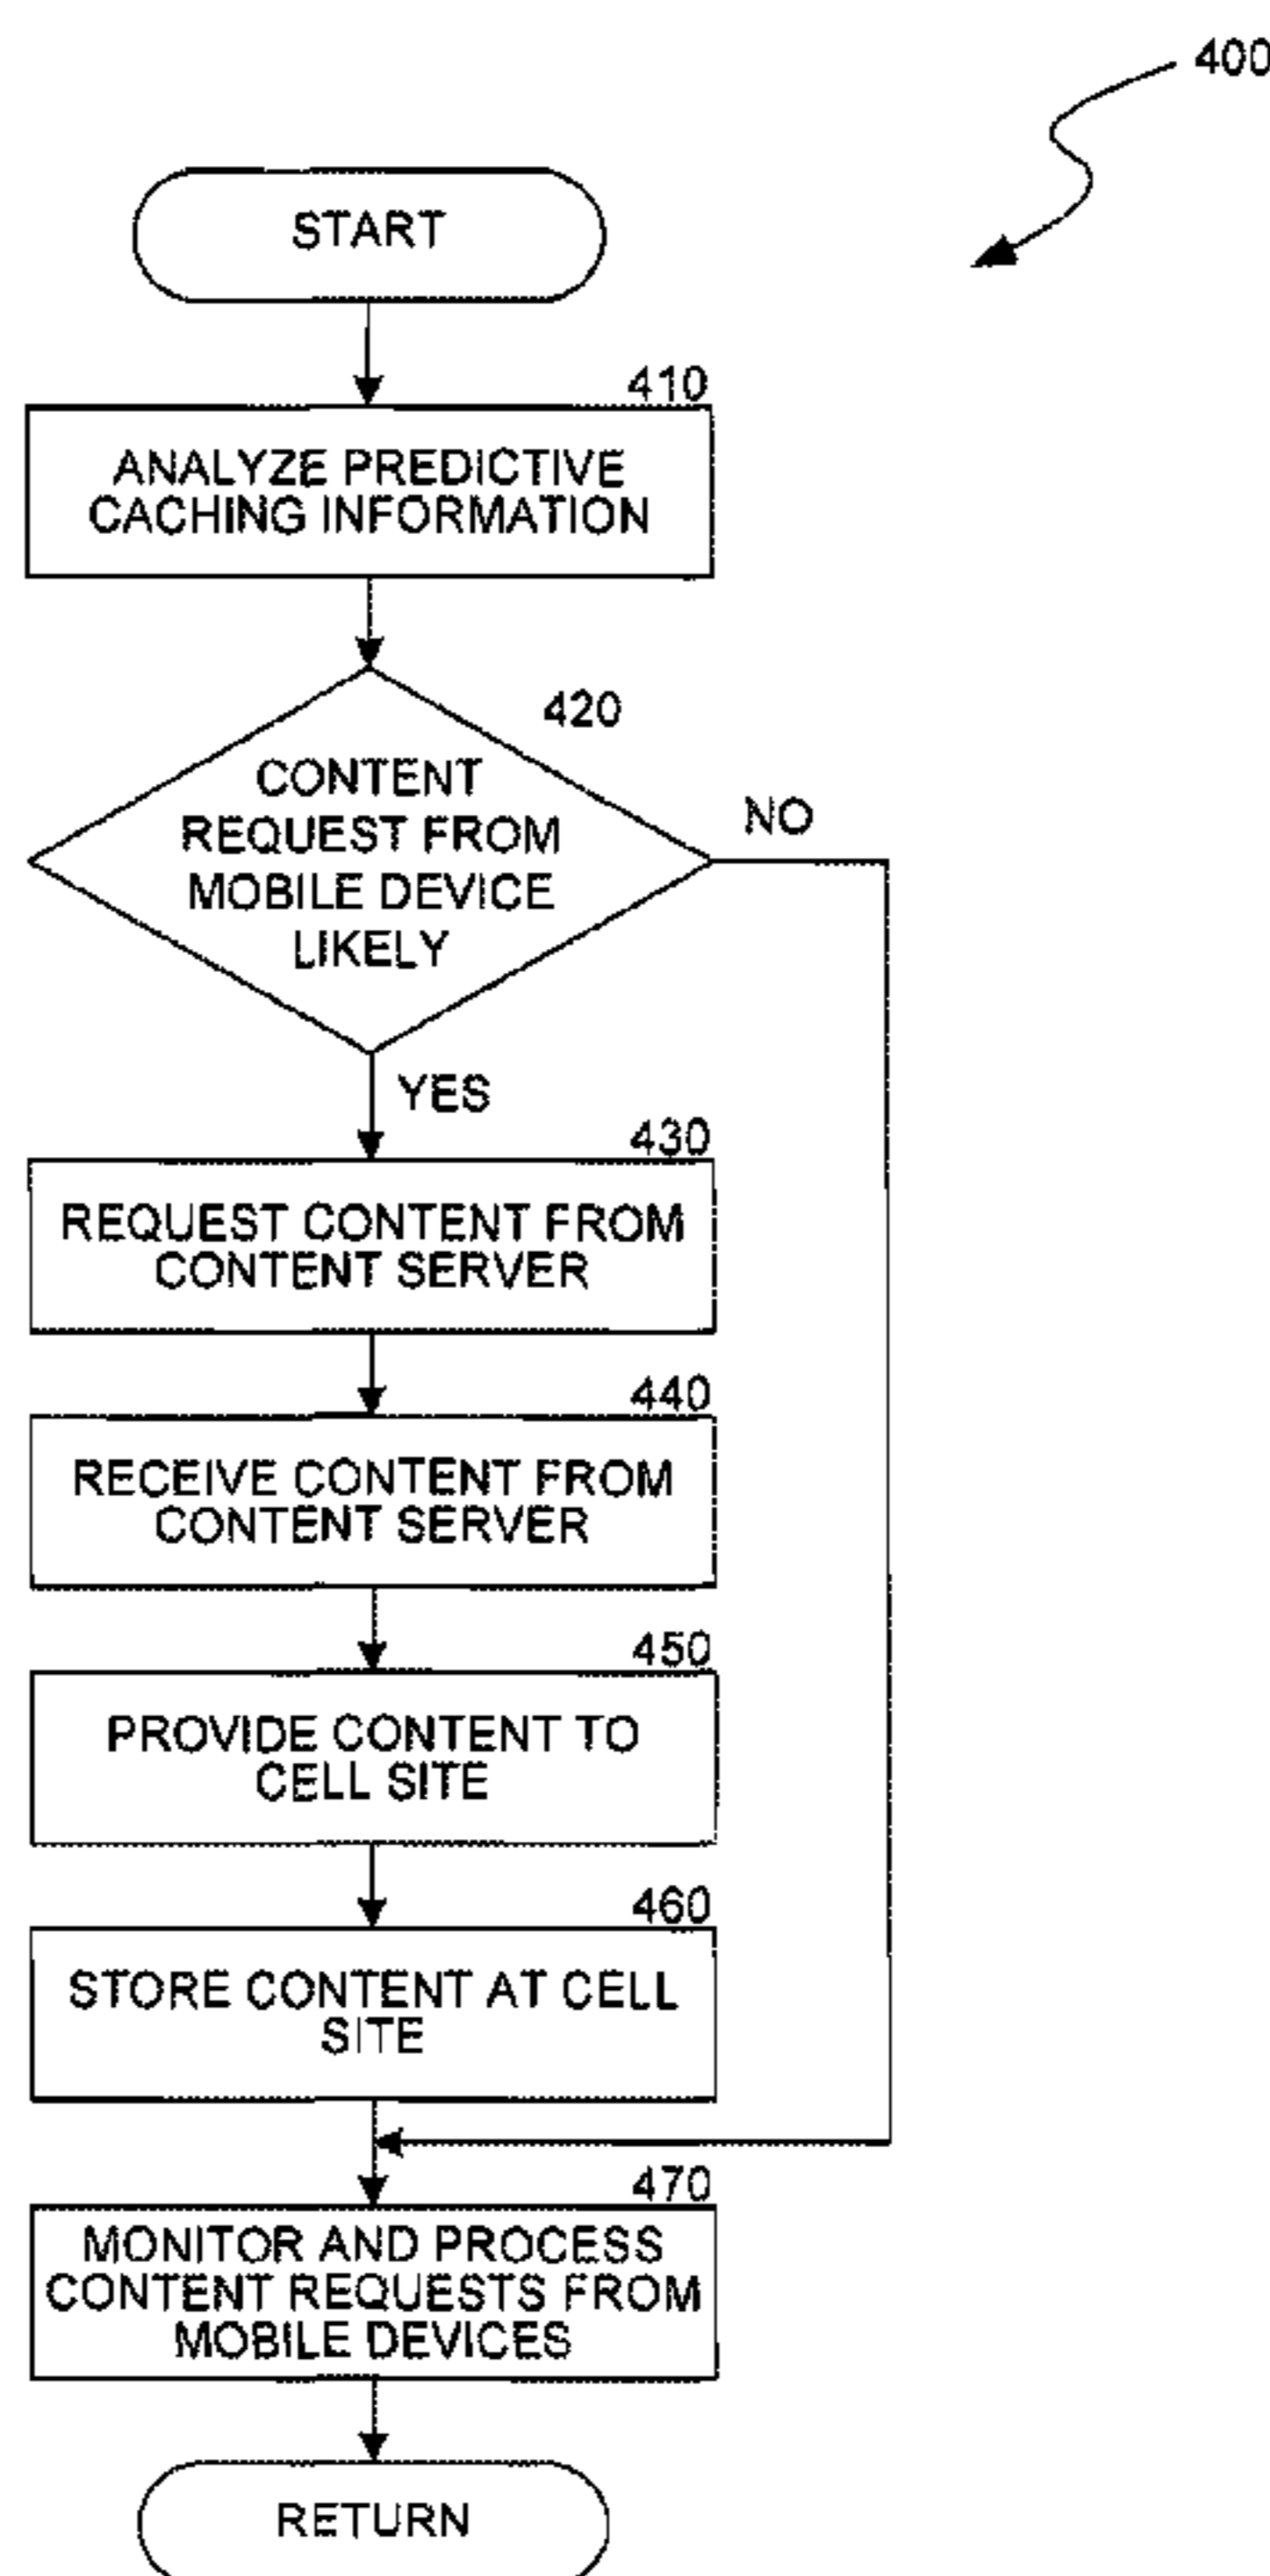 400
START
410
ANALYZE PREDICTIVE
CACHING INFORMATION
420
CONTENT
REQUEST FROM
MOBILE DEVICE
LIKELY
NO
YES
430
REQUEST CONTENT FROM
CONTENT SERVER
440
RECEIVE CONTENT FROM
CONTENT SERVER
450
PROVIDE CONTENT TO
CELL SITE
460
STORE CONTENT AT CELL
SITE
470
MONITOR AND PROCESS
CONTENT REQUESTS FROM
MOBILE DEVICES
RETURN